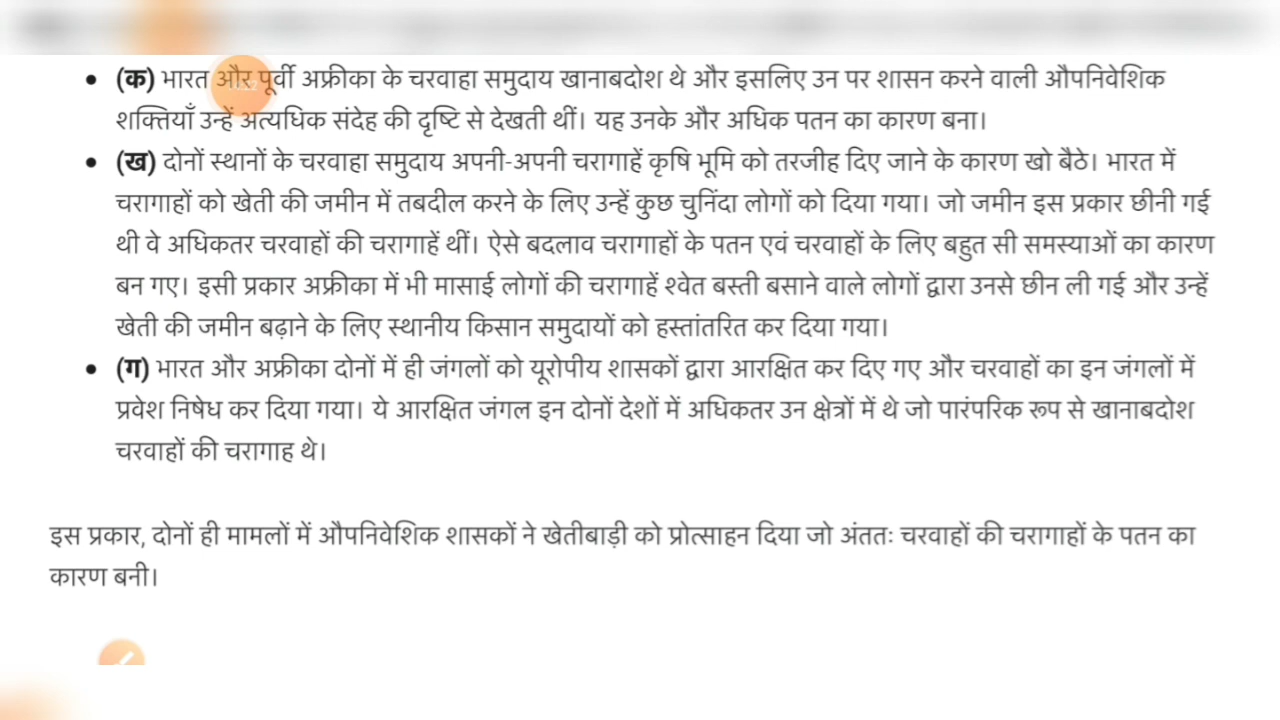 • (क) भारत और पूर्वी अफ्रीका के चरवाहा समुदाय खानाबदोश थे और इसलिए उन पर शासन करने वाली औपनिवेशिक
शक्तियाँ उन्हें अत्यधिक संदेह की दृष्टि से देखती थीं। यह उनके और अधिक पतन का कारण बना।
• (ख) दोनों स्थानों के चरवाहा समुदाय अपनी-अपनी चरागाहें कृषि भूमि को तरजीह दिए जाने के कारण खो बैठे। भारत में
चरागाहों को खेती की जमीन में तबदील करने के लिए उन्हें कुछ चुनिंदा लोगों को दिया गया। जो जमीन इस प्रकार छीनी गई
थी वे अधिकतर चरवाहों की चरागाहें थीं। ऐसे बदलाव चरागाहों के पतन एवं चरवाहों के लिए बहुत सी समस्याओं का कारण
बन गए। इसी प्रकार अफ्रीका में भी मासाई लोगों की चरागाहें श्वेत बस्ती बसाने वाले लोगों द्वारा उनसे छीन ली गई और उन्हें
खेती की जमीन बढ़ाने के लिए स्थानीय किसान समुदायों को हस्तांतरित कर दिया गया।
• (ग) भारत और अफ्रीका दोनों में ही जंगलों को यूरोपीय शासकों द्वारा आरक्षित कर दिए गए और चरवाहों का इन जंगलों में
प्रवेश निषेध कर दिया गया। ये आरक्षित जंगल इन दोनों देशों में अधिकतर उन क्षेत्रों में थे जो पारंपरिक रूप से खानाबदोश
चरवाहों की चरागाह थे।
इस प्रकार, दोनों ही मामलों में औपनिवेशिक शासकों ने खेतीबाड़ी को प्रोत्साहन दिया जो अंततः चरवाहों की चरागाहों के पतन का
कारण बनी।